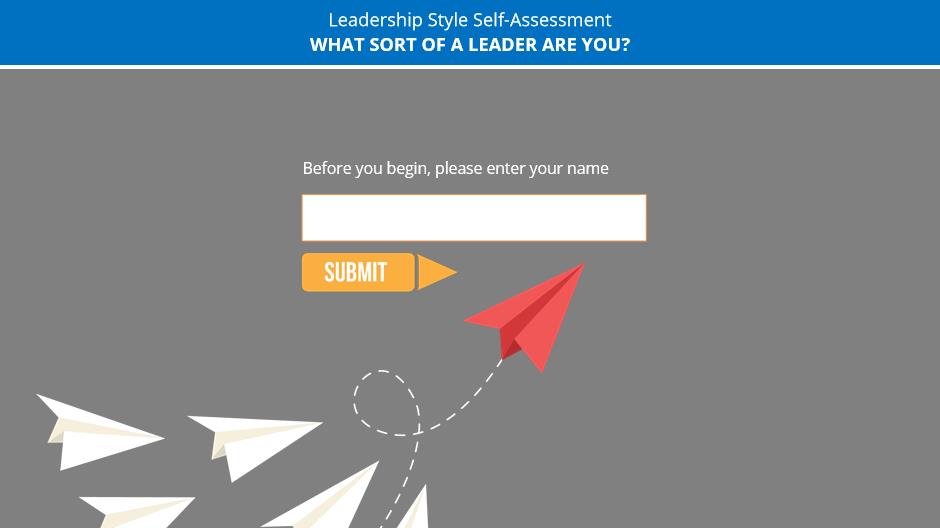 Leadership Style Self-Assessment
WHAT SORT OF A LEADER ARE YOU?
Before you begin, please enter your name
SUBMIT